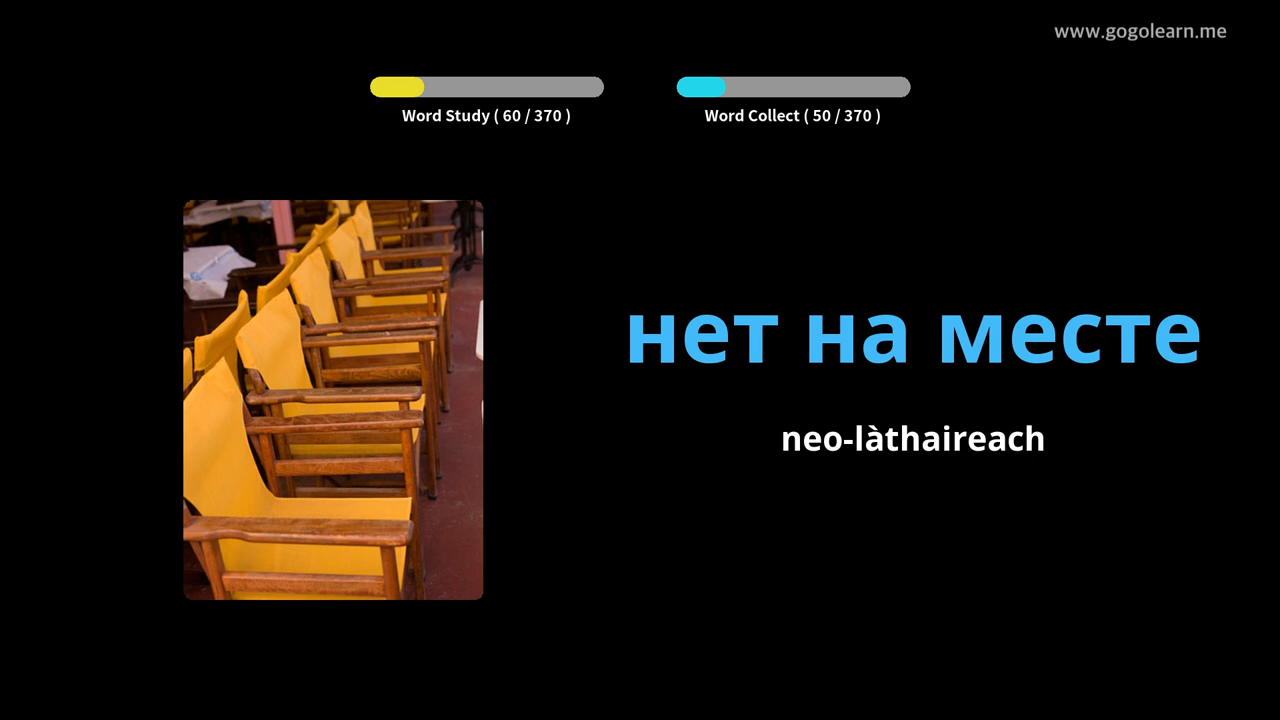 www.gogolearn.me
Word Study ( 60 / 370 )
Word Collect ( 50 / 370 )
нет на месте
neo-làthaireach